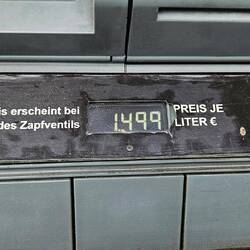 is erscheint bei
des Zapfventils
1.499
PREIS JE
LITER €